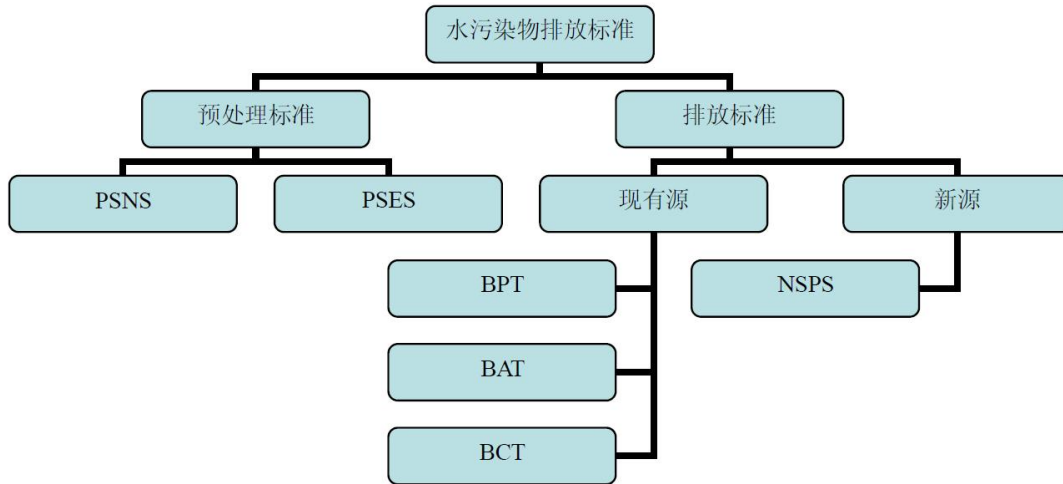 水污染物排放标准
预处理标准
排放标准
PSNS
PSES
现有源
新源
BPT
NSPS
BAT
BCT